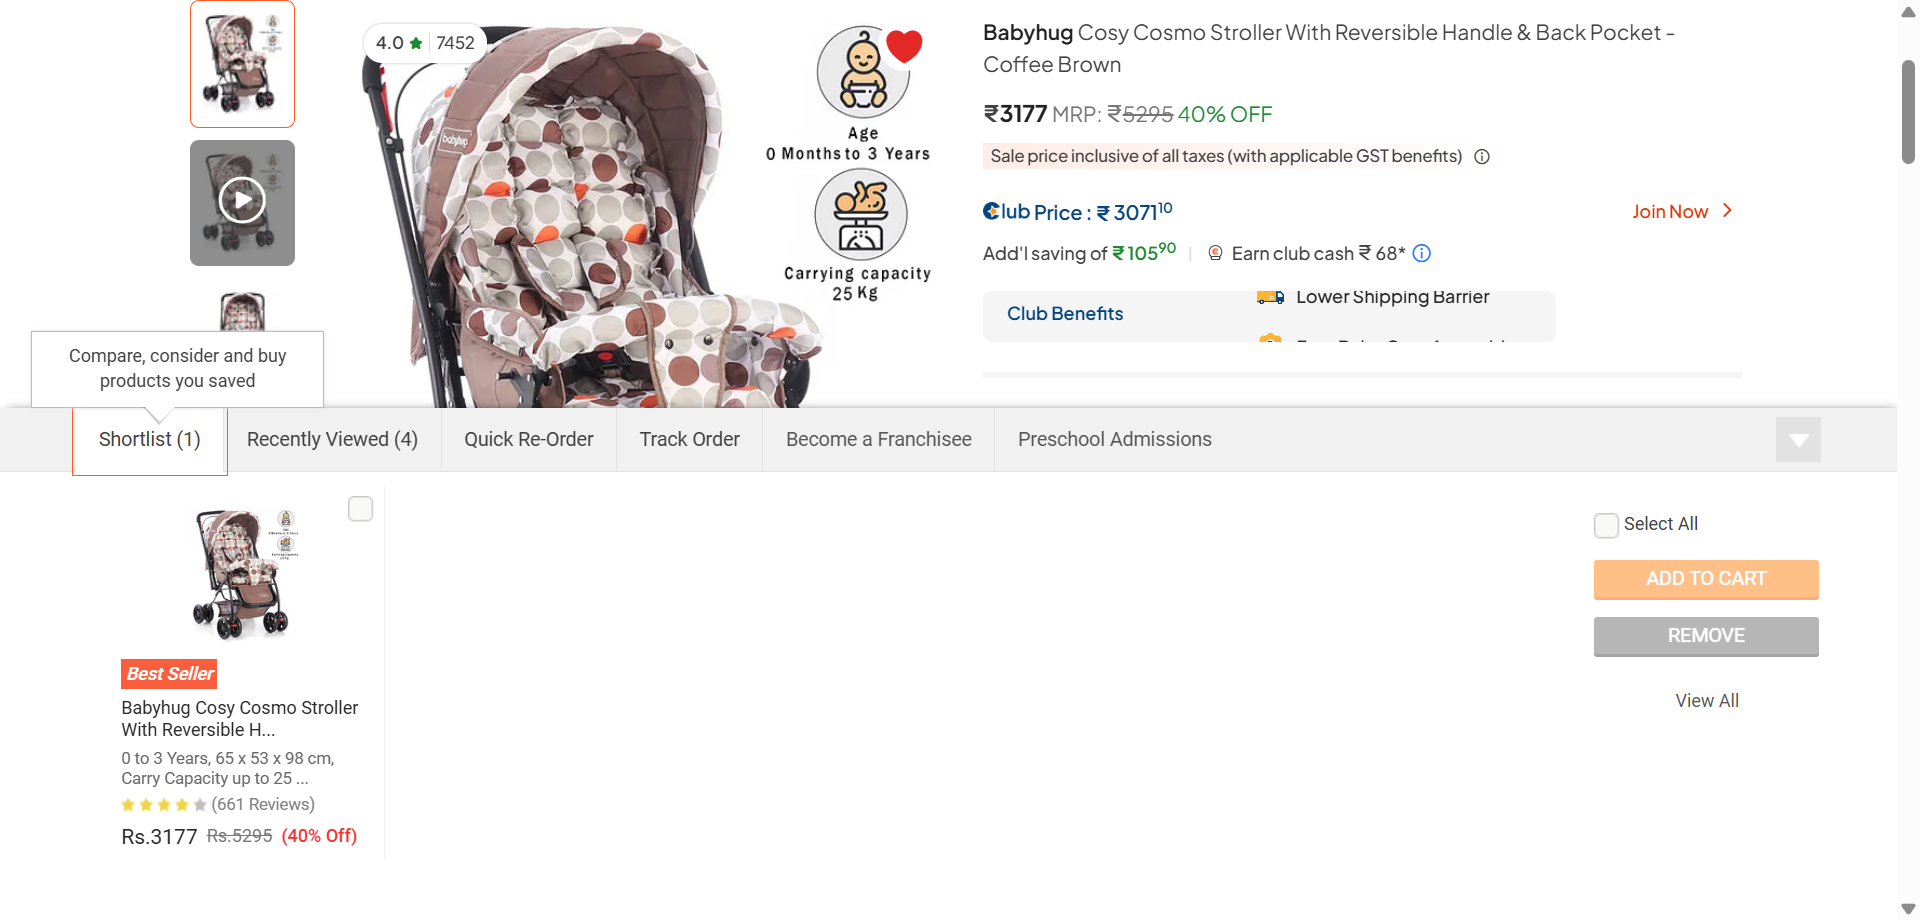 4.0 ★ 7452
babyhug
Age
0 Months to 3 Years
Carrying capacity
25 Kg
Babyhug Cosy Cosmo Stroller With Reversible Handle & Back Pocket -
Coffee Brown
₹3177 MRP: ₹5295 40% OFF
Sale price inclusive of all taxes (with applicable GST benefits)
Club Price : ₹ 3071¹⁰
Join Now
Add'l saving of ₹105⁹⁰ | Earn club cash ₹ 68*
Club Benefits
Lower Shipping Barrier
Compare, consider and buy
products you saved
Shortlist (1)
Recently Viewed (4)
Quick Re-Order
Track Order
Become a Franchisee
Preschool Admissions
Best Seller
Babyhug Cosy Cosmo Stroller
With Reversible H...
0 to 3 Years, 65 x 53 x 98 cm,
Carry Capacity up to 25 ...
(661 Reviews)
Rs.3177 Rs.5295 (40% Off)
Select All
ADD TO CART
REMOVE
View All